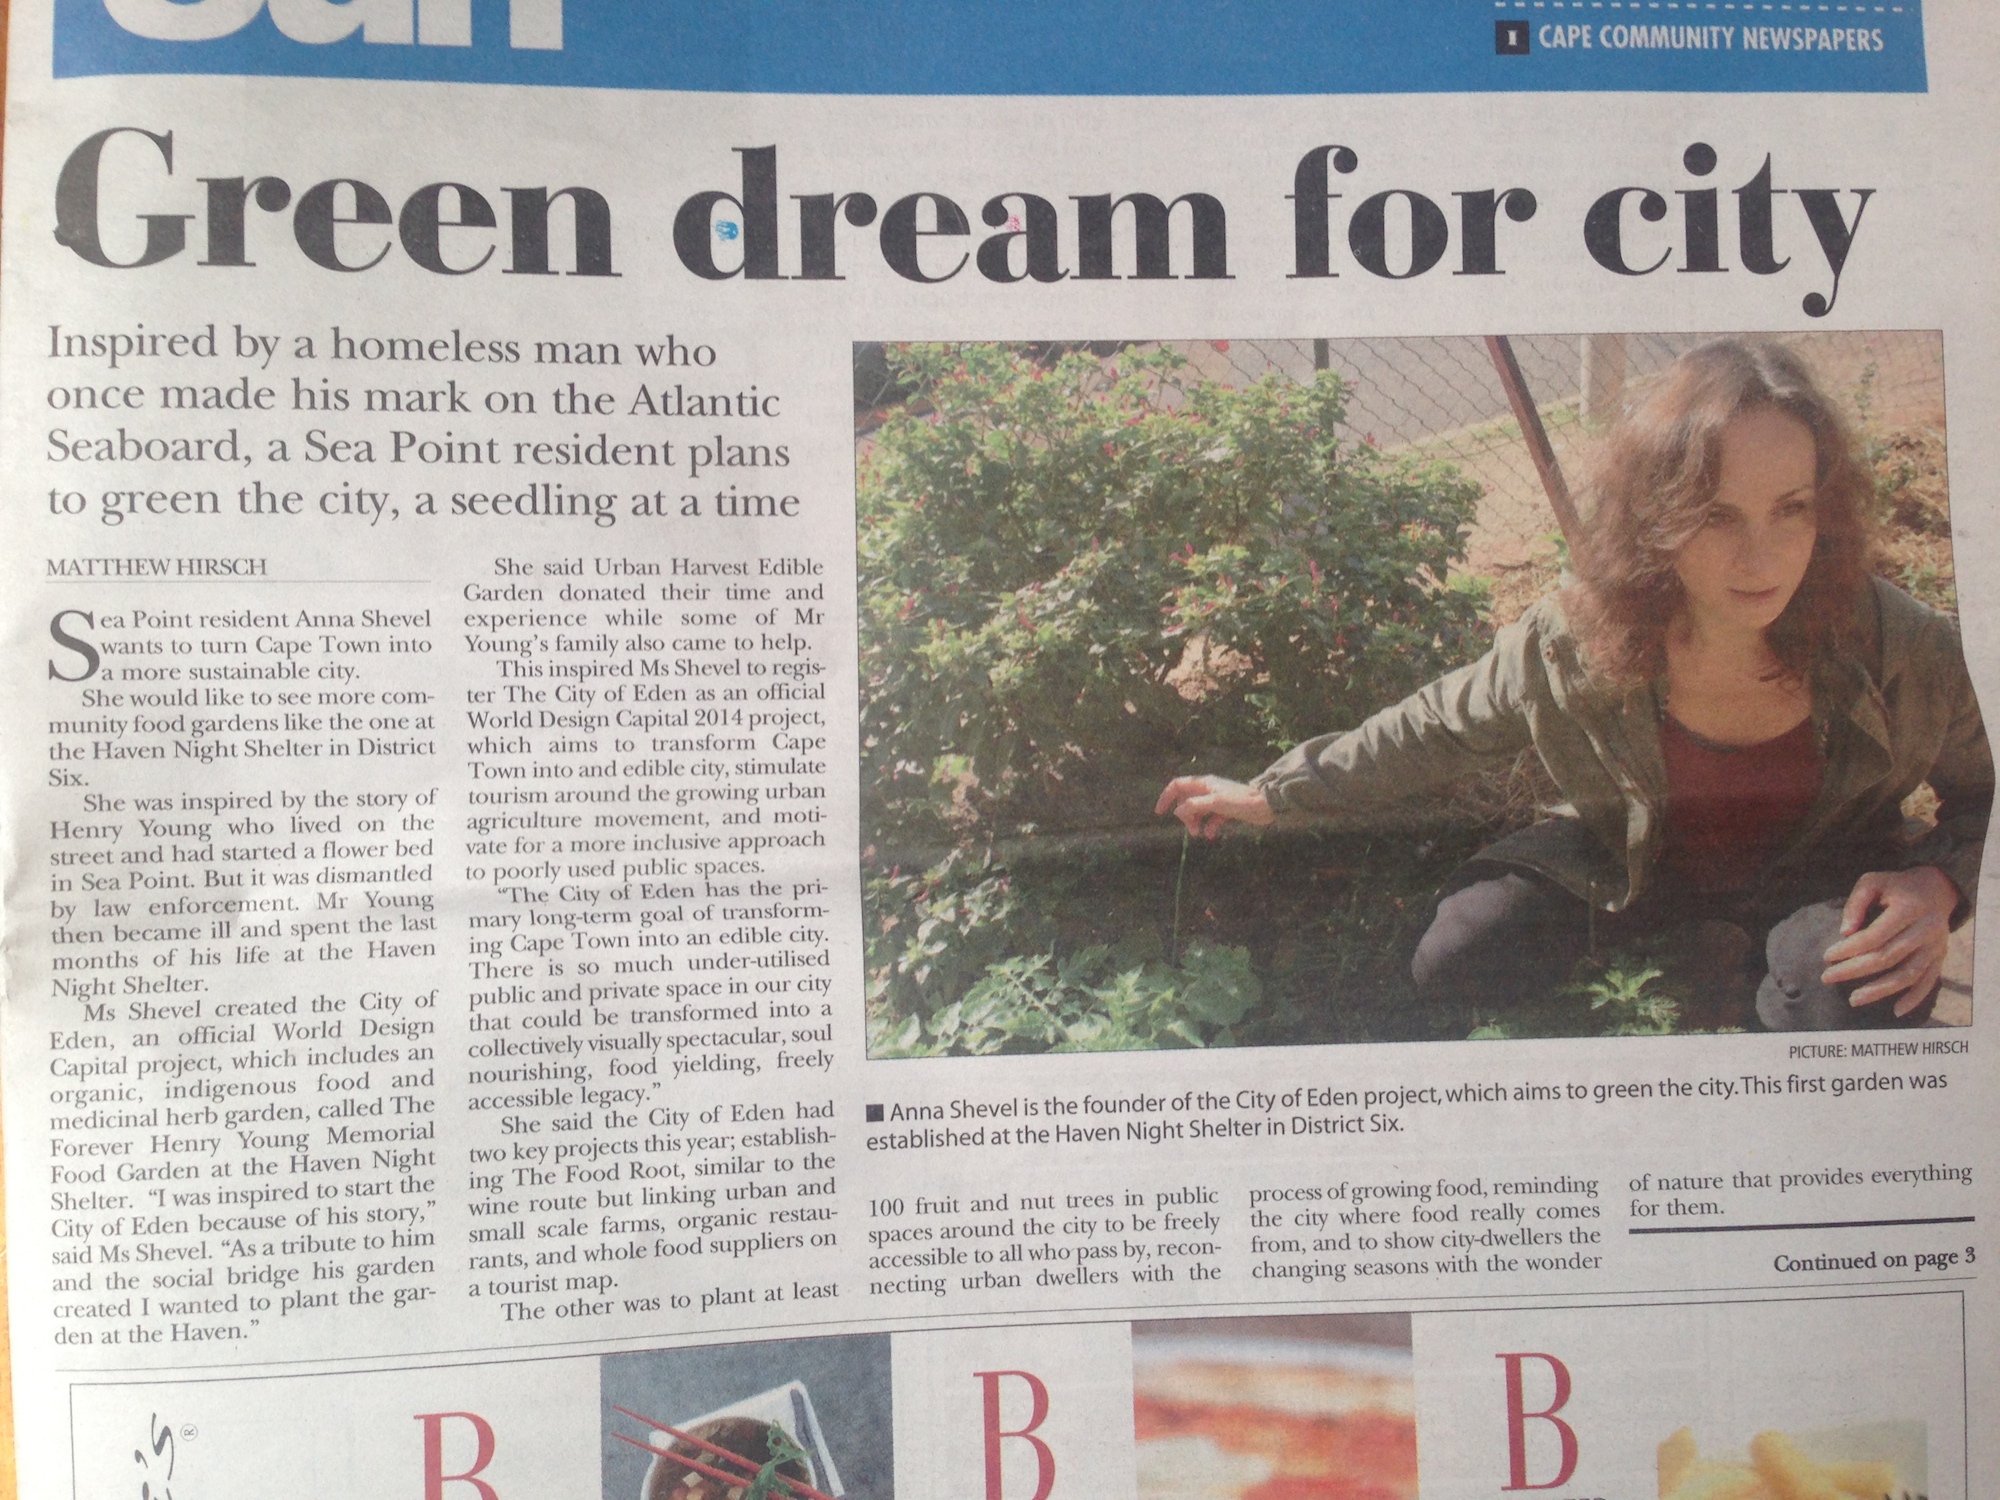 Sun
CAPE COMMUNITY NEWSPAPERS
Green dream for city
Inspired by a homeless man who
once made his mark on the Atlantic
Seaboard, a Sea Point resident plans
to green the city, a seedling at a time
MATTHEW HIRSCH
Sea Point resident Anna Shevel
wants to turn Cape Town into
a more sustainable city.
She would like to see more com-
munity food gardens like the one at
the Haven Night Shelter in District
Six.
She was inspired by the story of
Henry Young who lived on the
street and had started a flower bed
in Sea Point. But it was dismantled
by law enforcement. Mr Young
then became ill and spent the last
months of his life at the Haven
Night Shelter.
Ms Shevel created the City of
Eden, an official World Design
Capital project, which includes an
organic, indigenous food and
medicinal herb garden, called The
Forever Henry Young Memorial
Food Garden at the Haven Night
Shelter. “I was inspired to start the
City of Eden because of his story,”
said Ms Shevel. “As a tribute to him
and the social bridge his garden
created I wanted to plant the gar-
den at the Haven.”
She said Urban Harvest Edible
Garden donated their time and
experience while some of Mr
Young’s family also came to help.
This inspired Ms Shevel to regis-
ter The City of Eden as an official
World Design Capital 2014 project,
which aims to transform Cape
Town into and edible city, stimulate
tourism around the growing urban
agriculture movement, and moti-
vate for a more inclusive approach
to poorly used public spaces.
“The City of Eden has the pri-
mary long-term goal of transform-
ing Cape Town into an edible city.
There is so much under-utilised
public and private space in our city
that could be transformed into a
collectively visually spectacular, soul
nourishing, food yielding, freely
accessible legacy.”
She said the City of Eden had
two key projects this year; establish-
ing The Food Root, similar to the
wine route but linking urban and
small scale farms, organic restau-
rants, and whole food suppliers on
a tourist map.
The other was to plant at least
PICTURE: MATTHEW HIRSCH
■ Anna Shevel is the founder of the City of Eden project, which aims to green the city. This first garden was
established at the Haven Night Shelter in District Six.
100 fruit and nut trees in public
spaces around the city to be freely
accessible to all who pass by, recon-
necting urban dwellers with the
process of growing food, reminding
the city where food really comes
from, and to show city-dwellers the
changing seasons with the wonder
of nature that provides everything
for them.
Continued on page 3
B
B
B